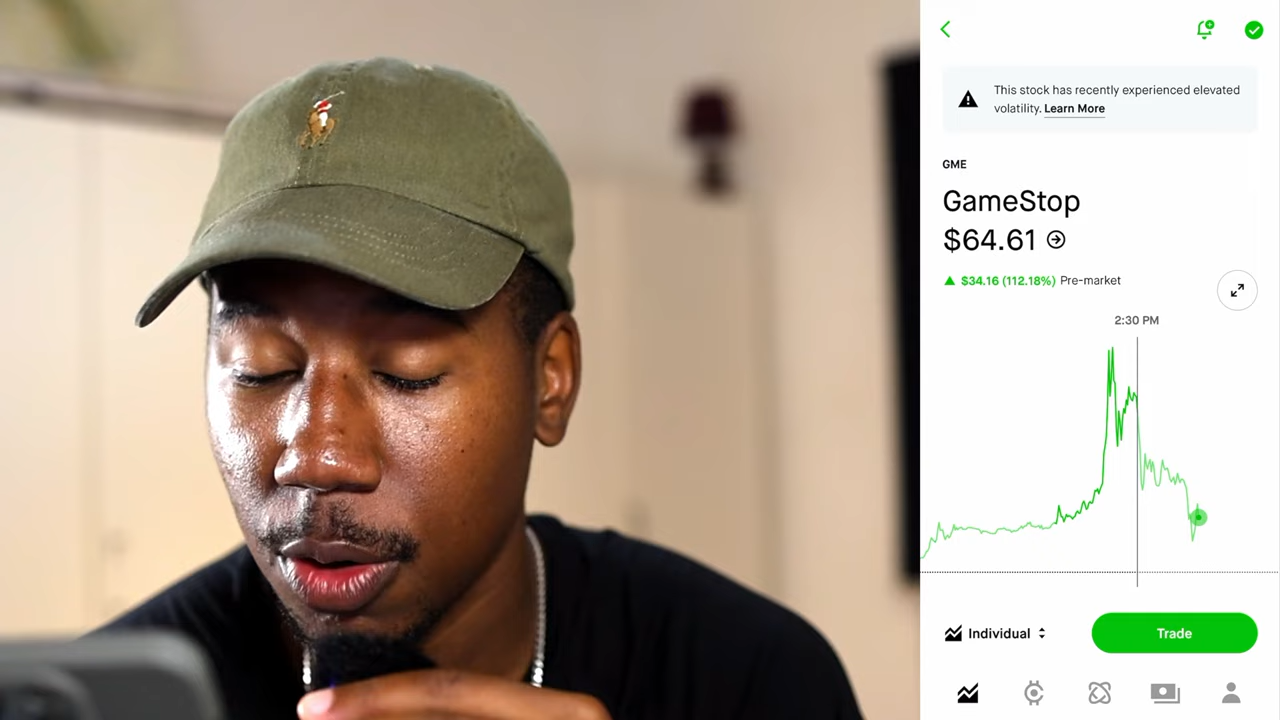 This stock has recently experienced elevated
volatility. Learn More
GME
GameStop
$64.61
$34.16 (112.18%) Pre-market
2:30 PM
Individual
Trade